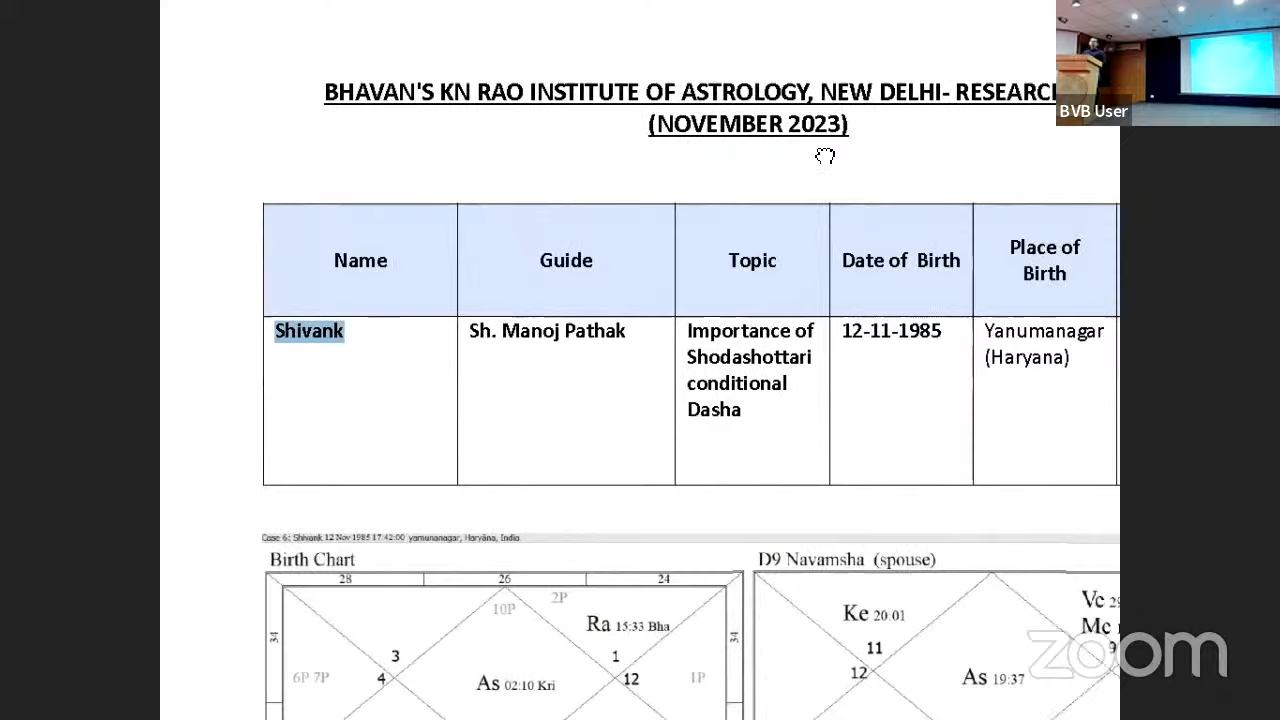 BHAVAN'S KN RAO INSTITUTE OF ASTROLOGY, NEW DELHI- RESEARC
(NOVEMBER 2023)
BVB User
Name
Guide
Topic
Date of Birth
Place of
Birth
Shivank
Sh. Manoj Pathak
Importance of
Shodashottari
conditional
Dasha
12-11-1985
Yanumanagar
(Haryana)
Case 6: Shivank 12 Nov 1985 17:42:00 yamunanagar, Haryāna, India
Birth Chart
28
26
24
34
34
10P
2P
Ra 15:33 Bha
3
4
1
12
6P 7P
1P
As 02:10 Kri
D9 Navamsha (spouse)
Ke 20:01
11
12
As 19:37
Ve
Me
9
zoom